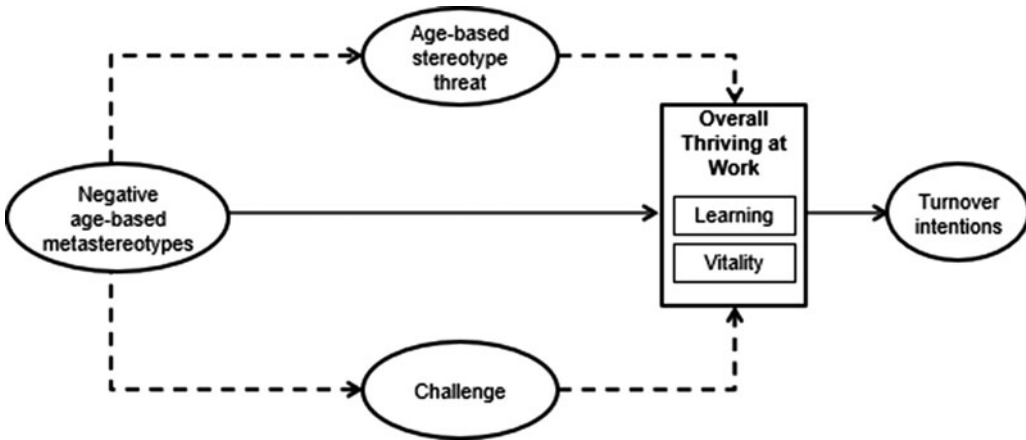 Age-based
stereotype
threat
Overall
Thriving at
Work
Negative
age-based
metastereotypes
Learning
Vitality
Turnover
intentions
Challenge